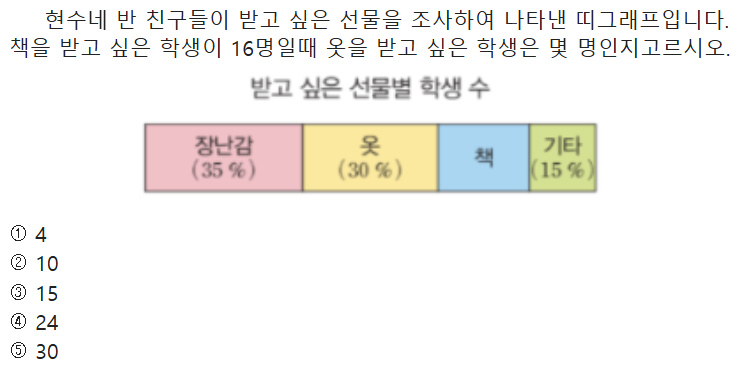 현수네 반 친구들이 받고 싶은 선물을 조사하여 나타낸 띠그래프입니다.
책을 받고 싶은 학생이 16명일때 옷을 받고 싶은 학생은 몇 명인지고르시오.
받고 싶은 선물별 학생 수
장난감 옷 책 기타
(35 %) (30 %) (15 %)
① 4
② 10
③ 15
④ 24
⑤ 30